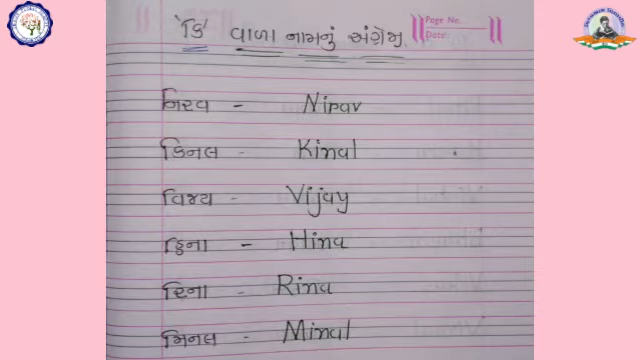 'કિ' વાળા નામનું અંગ્રેજી
Page No.
Date:
નિરવ - Nirav
કિનલ - Kinal
વિજય - Vijay
હિના - Hina
રિના - Rina
મિનલ - Minal